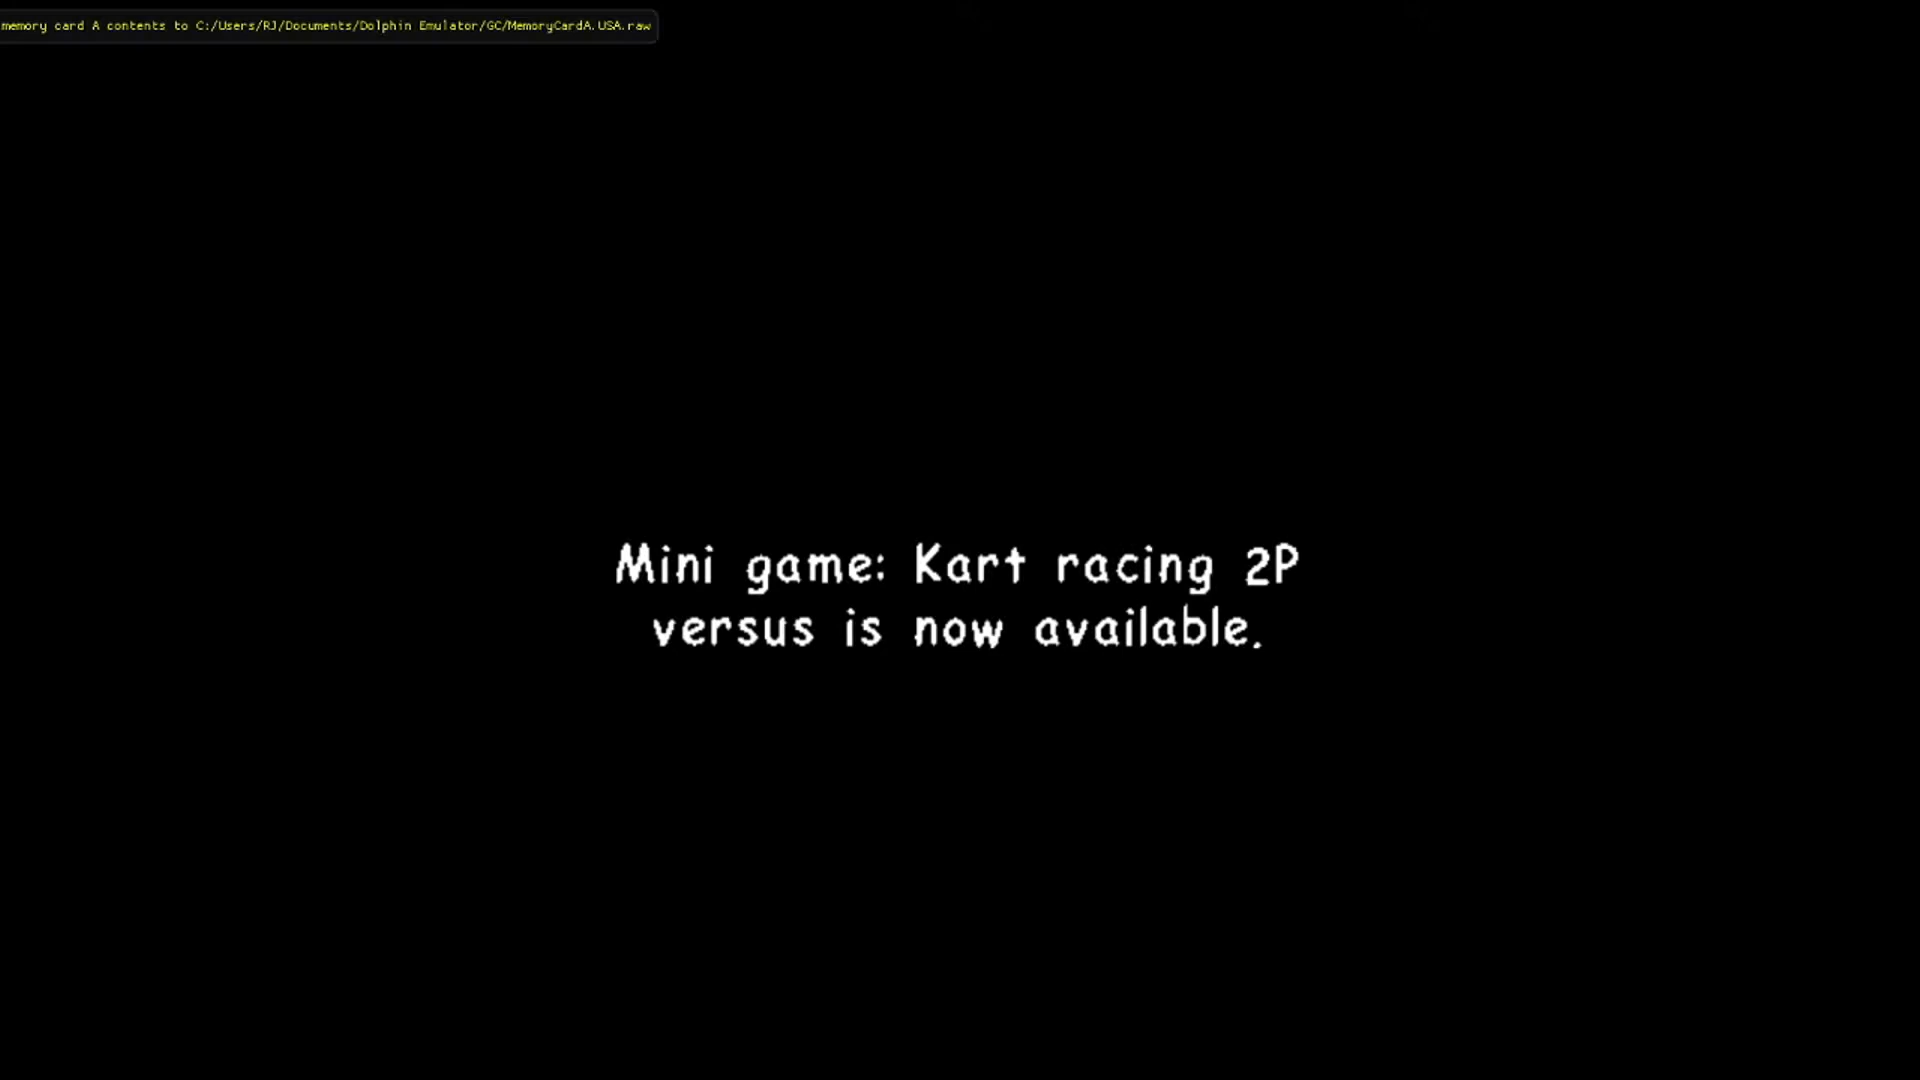 memory card A contents to C:/Users/RJ/Documents/Dolphin Emulator/GC/MemoryCardA.USA.raw
Mini game: Kart racing 2P
versus is now available.